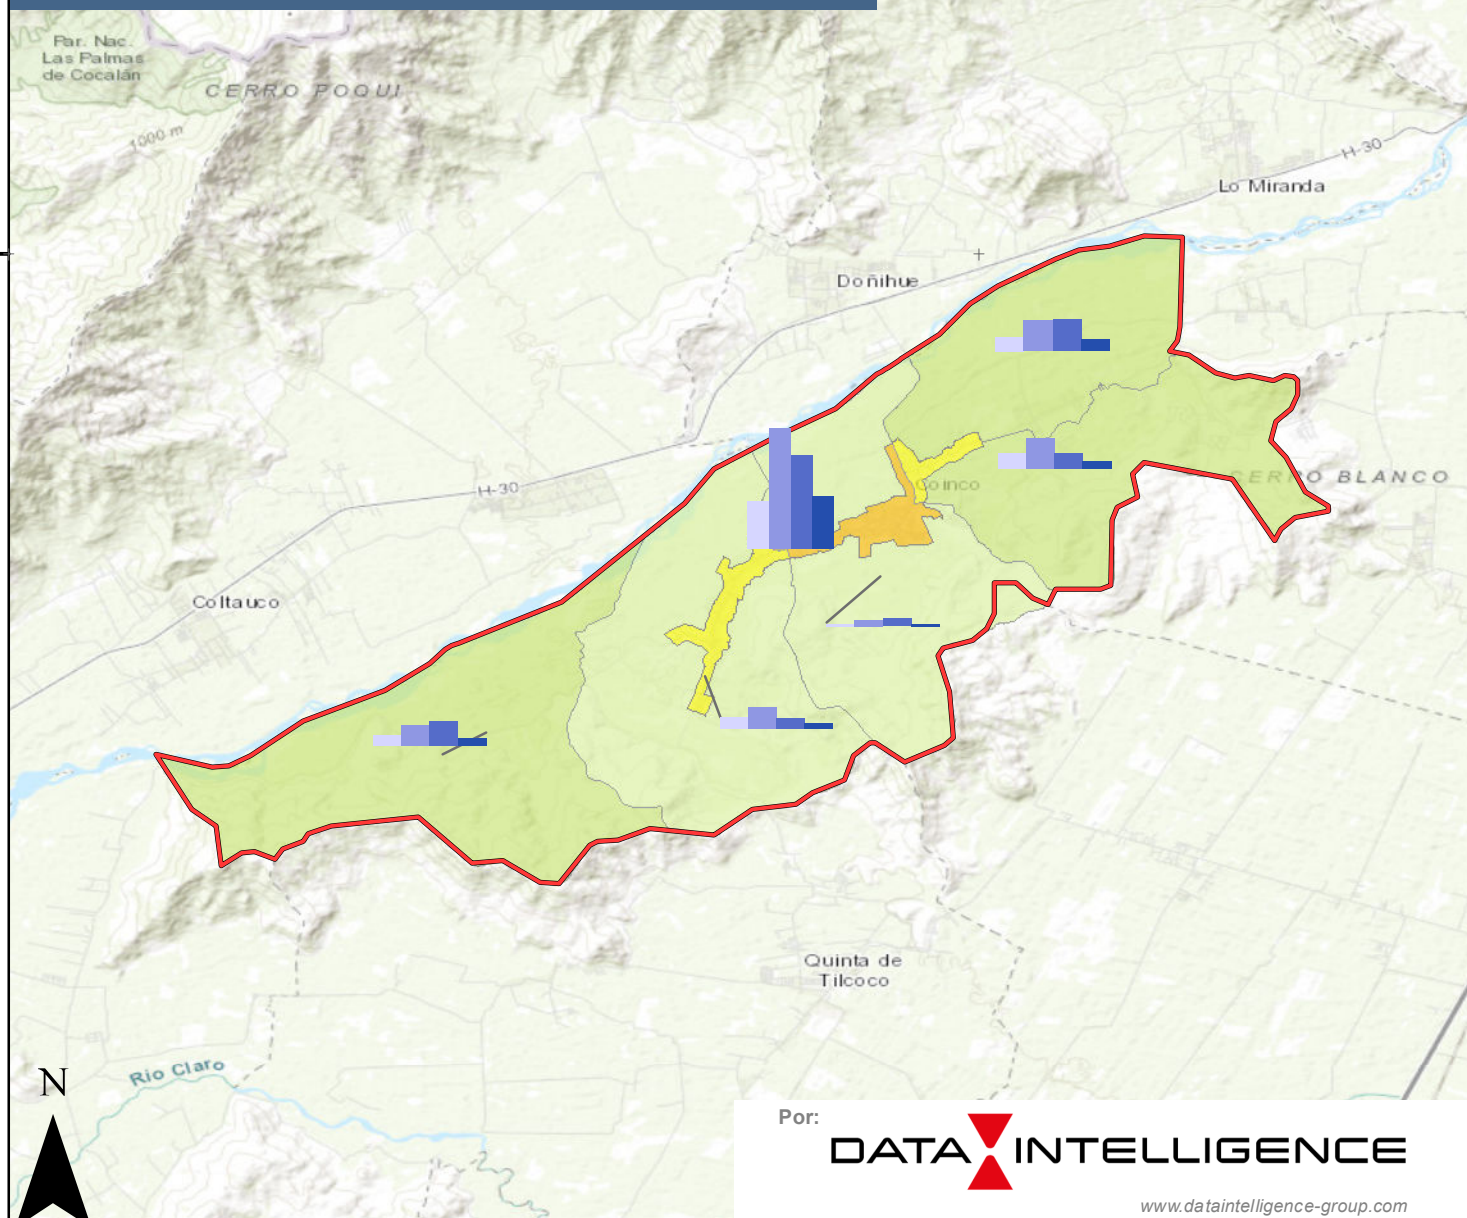 Par. Nac.
Las Palmas
de Cocalán
CERRO POQUI
1000 m
H-30
Lo Miranda
Doñihue
CERRO BLANCO
Coinco
H-30
Coltauco
Quinta de
Tilcoco
Rio Claro
N
Por:
DATA INTELLIGENCE
www.dataintelligence-group.com